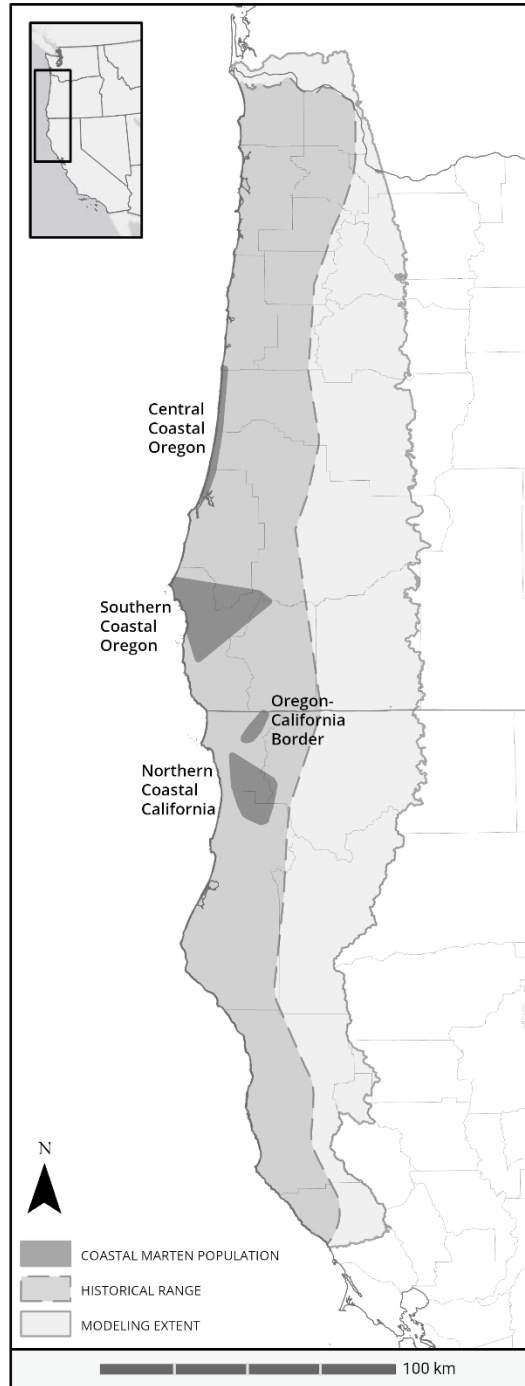 Central
Coastal
Oregon
Southern
Coastal
Oregon
Oregon-
California
Border
Northern
Coastal
California
N
COASTAL MARTEN POPULATION
HISTORICAL RANGE
MODELING EXTENT
100 km